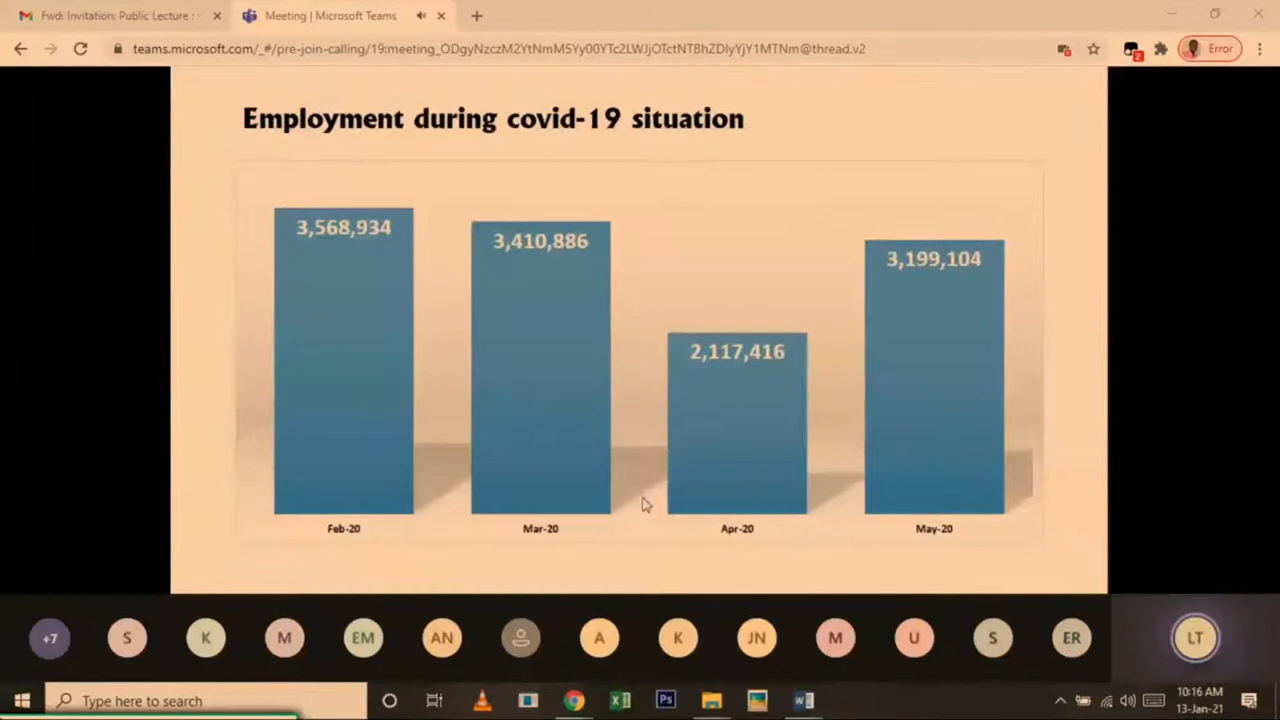 Fwd: Invitation: Public Lecture :
Meeting | Microsoft Teams
teams.microsoft.com/_#/pre-join-calling/19:meeting_ODgyNzczM2YtNmM5Yy00YTc2LWJjOTctNTBhZDlyYjY1MTNm@thread.v2
2
Error
Employment during covid-19 situation
3,568,934
3,410,886
3,199,104
2,117,416
Feb-20 Mar-20 Apr-20 May-20
+7 S K M EM AN A K JN M U S ER LT
Type here to search
Ps
10:16 AM
13-Jan-21